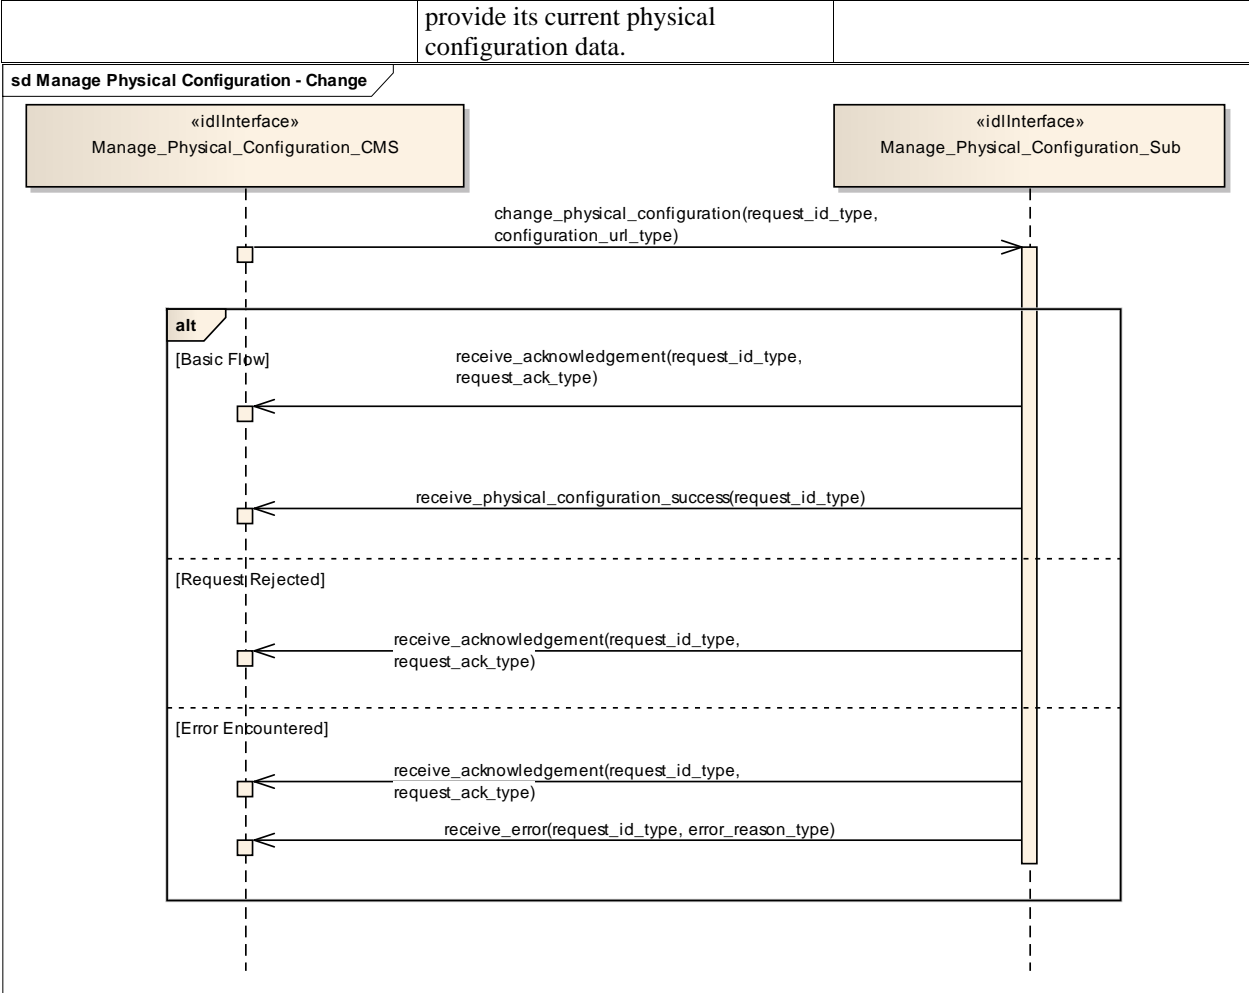 provide its current physical
configuration data.
sd Manage Physical Configuration - Change
«idlInterface»
Manage_Physical_Configuration_CMS
«idlInterface»
Manage_Physical_Configuration_Sub
change_physical_configuration(request_id_type,
configuration_url_type)
alt
[Basic Flow]
receive_acknowledgement(request_id_type,
request_ack_type)
receive_physical_configuration_success(request_id_type)
[Request Rejected]
receive_acknowledgement(request_id_type,
request_ack_type)
[Error Encountered]
receive_acknowledgement(request_id_type,
request_ack_type)
receive_error(request_id_type, error_reason_type)